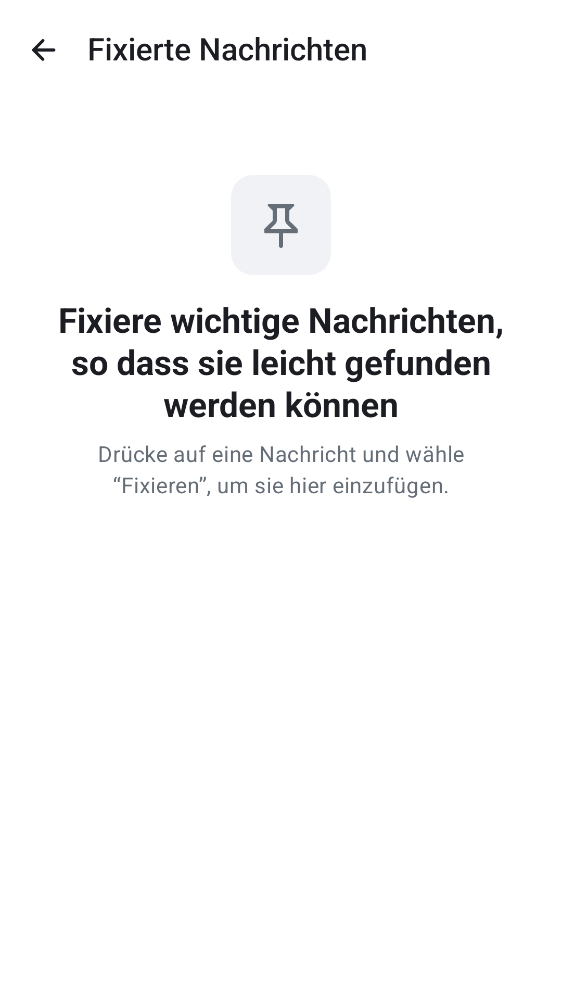 Fixierte Nachrichten
Fixiere wichtige Nachrichten,
so dass sie leicht gefunden
werden können
Drücke auf eine Nachricht und wähle
“Fixieren”, um sie hier einzufügen.